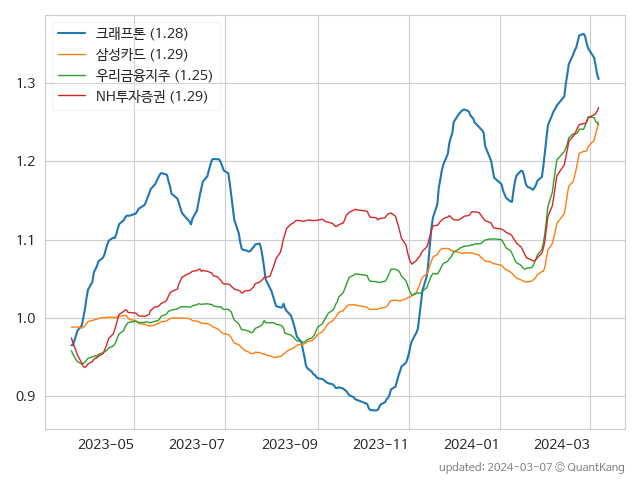 크래프톤 (1.28)
삼성카드 (1.29)
우리금융지주 (1.25)
NH투자증권 (1.29)
1.3
1.2
1.1
1.0
0.9
2023-05 2023-07 2023-09 2023-11 2024-01 2024-03
updated: 2024-03-07 © QuantKang